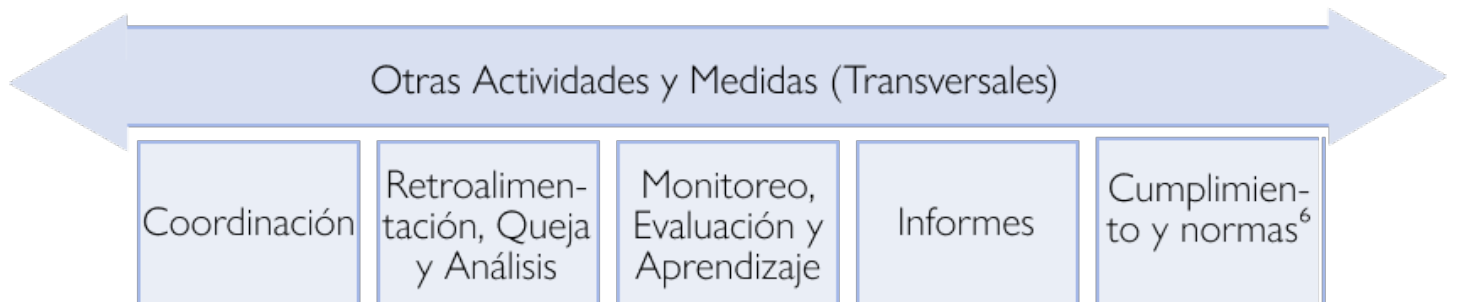 Otras Actividades y Medidas (Transversales)
Coordinación
Retroalimen-
tación, Queja
y Análisis
Monitoreo,
Evaluación y
Aprendizaje
Informes
Cumplimien-
to y normas⁶